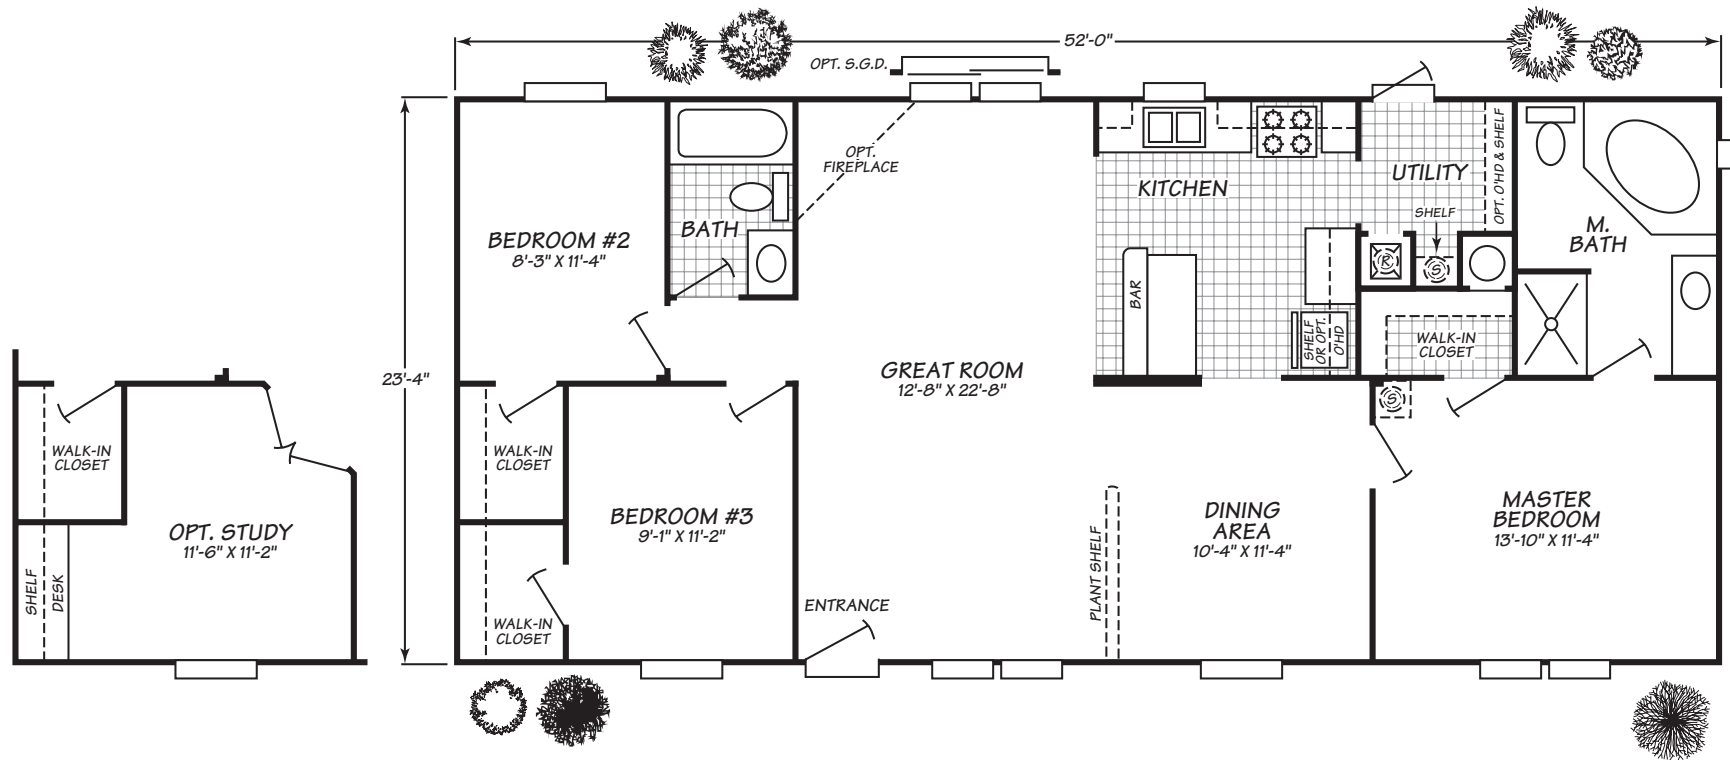 52'-0"
OPT. S.G.D.
OPT.
FIREPLACE
KITCHEN
UTILITY
OPT. O'HD & SHELF
SHELF
BATH
M.
BATH
BEDROOM #2
8'-3" X 11'-4"
R
S
BAR
SHELF
OR OPT.
O'HD
WALK-IN
CLOSET
23'-4"
GREAT ROOM
12'-8" X 22'-8"
S
WALK-IN
CLOSET
WALK-IN
CLOSET
OPT. STUDY
11'-6" X 11'-2"
SHELF
DESK
BEDROOM #3
9'-1" X 11'-2"
DINING
AREA
10'-4" X 11'-4"
MASTER
BEDROOM
13'-10" X 11'-4"
PLANT SHELF
ENTRANCE
WALK-IN
CLOSET